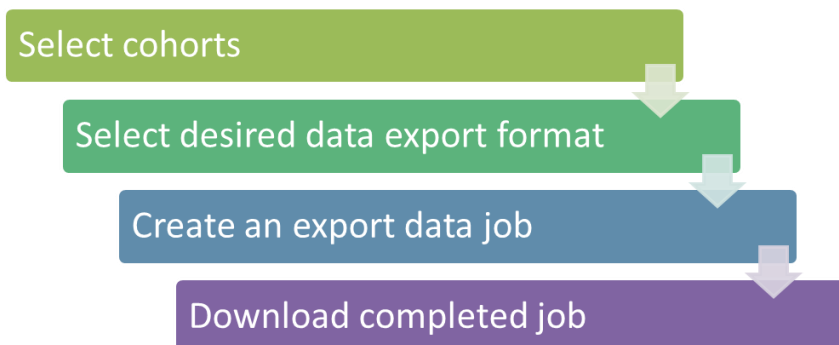 Select cohorts
Select desired data export format
Create an export data job
Download completed job